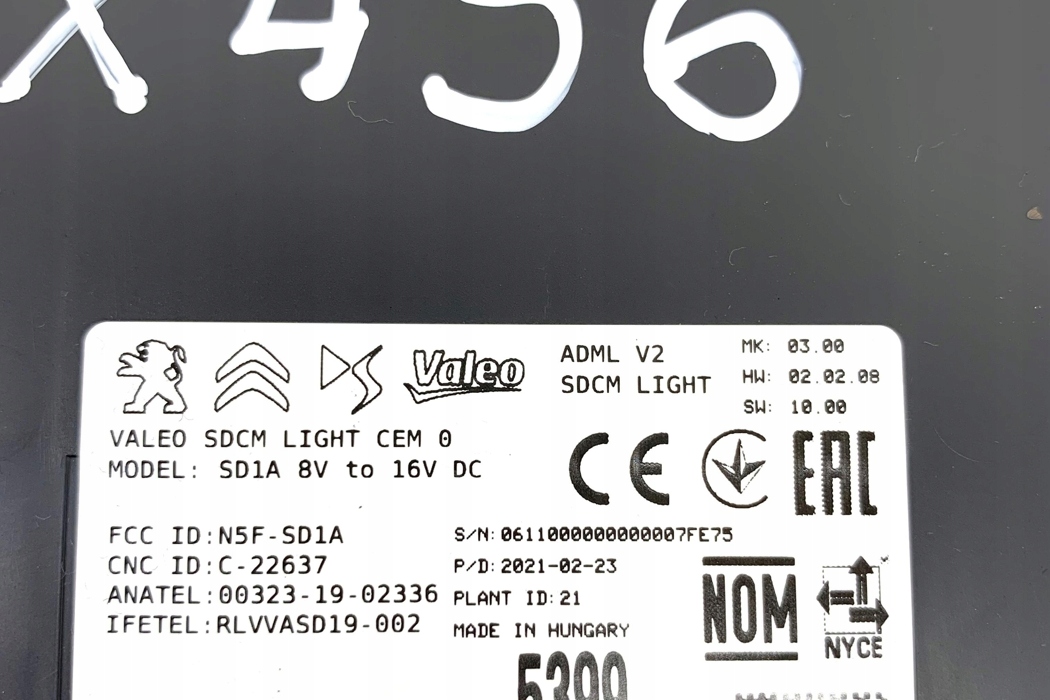 X456
Valeo
ADML V2
SDCM LIGHT
MK: 03.00
HW: 02.02.08
SW: 10.00
VALEO SDCM LIGHT CEM 0
MODEL: SD1A 8V to 16V DC
CE
EAC
FCC ID:N5F-SD1A
CNC ID:C-22637
ANATEL:00323-19-02336
IFETEL:RLVVASD19-002
S/N:0611000000000007FE75
P/D:2021-02-23
PLANT ID:21
MADE IN HUNGARY
NOM
NYCE